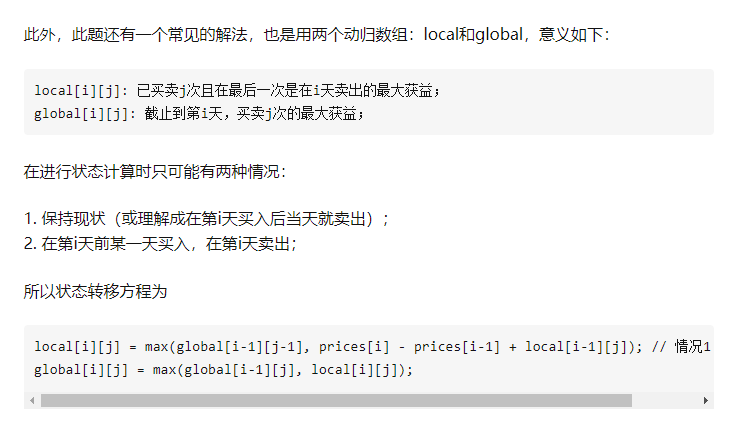 此外，此题还有一个常见的解法，也是用两个动归数组：local和global，意义如下：
local[i][j]: 已买卖j次且在最后一次是在i天卖出的最大获益；
global[i][j]: 截止到第i天，买卖j次的最大获益；
在进行状态计算时只可能有两种情况：
1. 保持现状（或理解成在第i天买入后当天就卖出）；
2. 在第i天前某一天买入，在第i天卖出；
所以状态转移方程为
local[i][j] = max(global[i-1][j-1], prices[i] - prices[i-1] + local[i-1][j]); // 情况1
global[i][j] = max(global[i-1][j], local[i][j]);